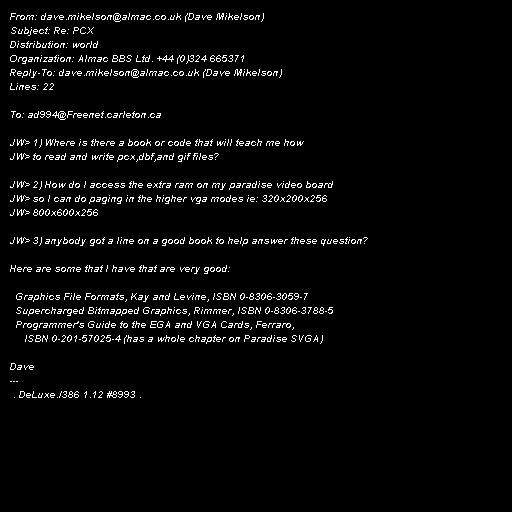 From: dave.mikelson@almac.co.uk (Dave Mikelson)
Subject: Re: PCX
Distribution: world
Organization: Almac BBS Ltd. +44 (0)324 665371
Reply-To: dave.mikelson@almac.co.uk (Dave Mikelson)
Lines: 22

To: ad994@Freenet.carleton.ca

JW> 1) Where is there a book or code that will teach me how
JW> to read and write pcx,dbf,and gif files?

JW> 2) How do I access the extra ram on my paradise video board
JW> so I can do paging in the higher vga modes ie: 320x200x256
JW> 800x600x256

JW> 3) anybody got a line on a good book to help answer these question?

Here are some that I have that are very good:

Graphics File Formats, Kay and Levine, ISBN 0-8306-3059-7
Supercharged Bitmapped Graphics, Rimmer, ISBN 0-8306-3788-5
Programmer's Guide to the EGA and VGA Cards, Ferraro,
ISBN 0-201-57025-4 (has a whole chapter on Paradise SVGA)

Dave
---
. DeLuxe./386 1.12 #8993 .